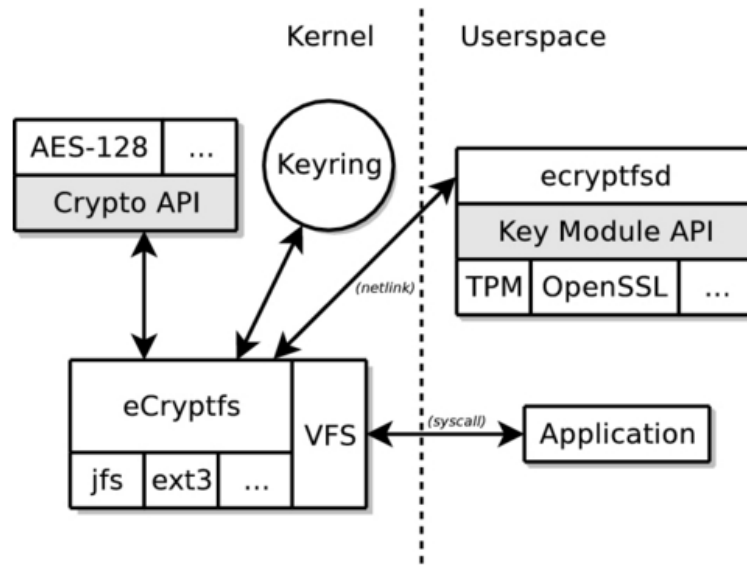 Kernel
Userspace
AES-128 ...
Crypto API
Keyring
ecryptfsd
Key Module API
TPM OpenSSL ...
(netlink)
eCryptfs
VFS
jfs ext3 ...
(syscall)
Application